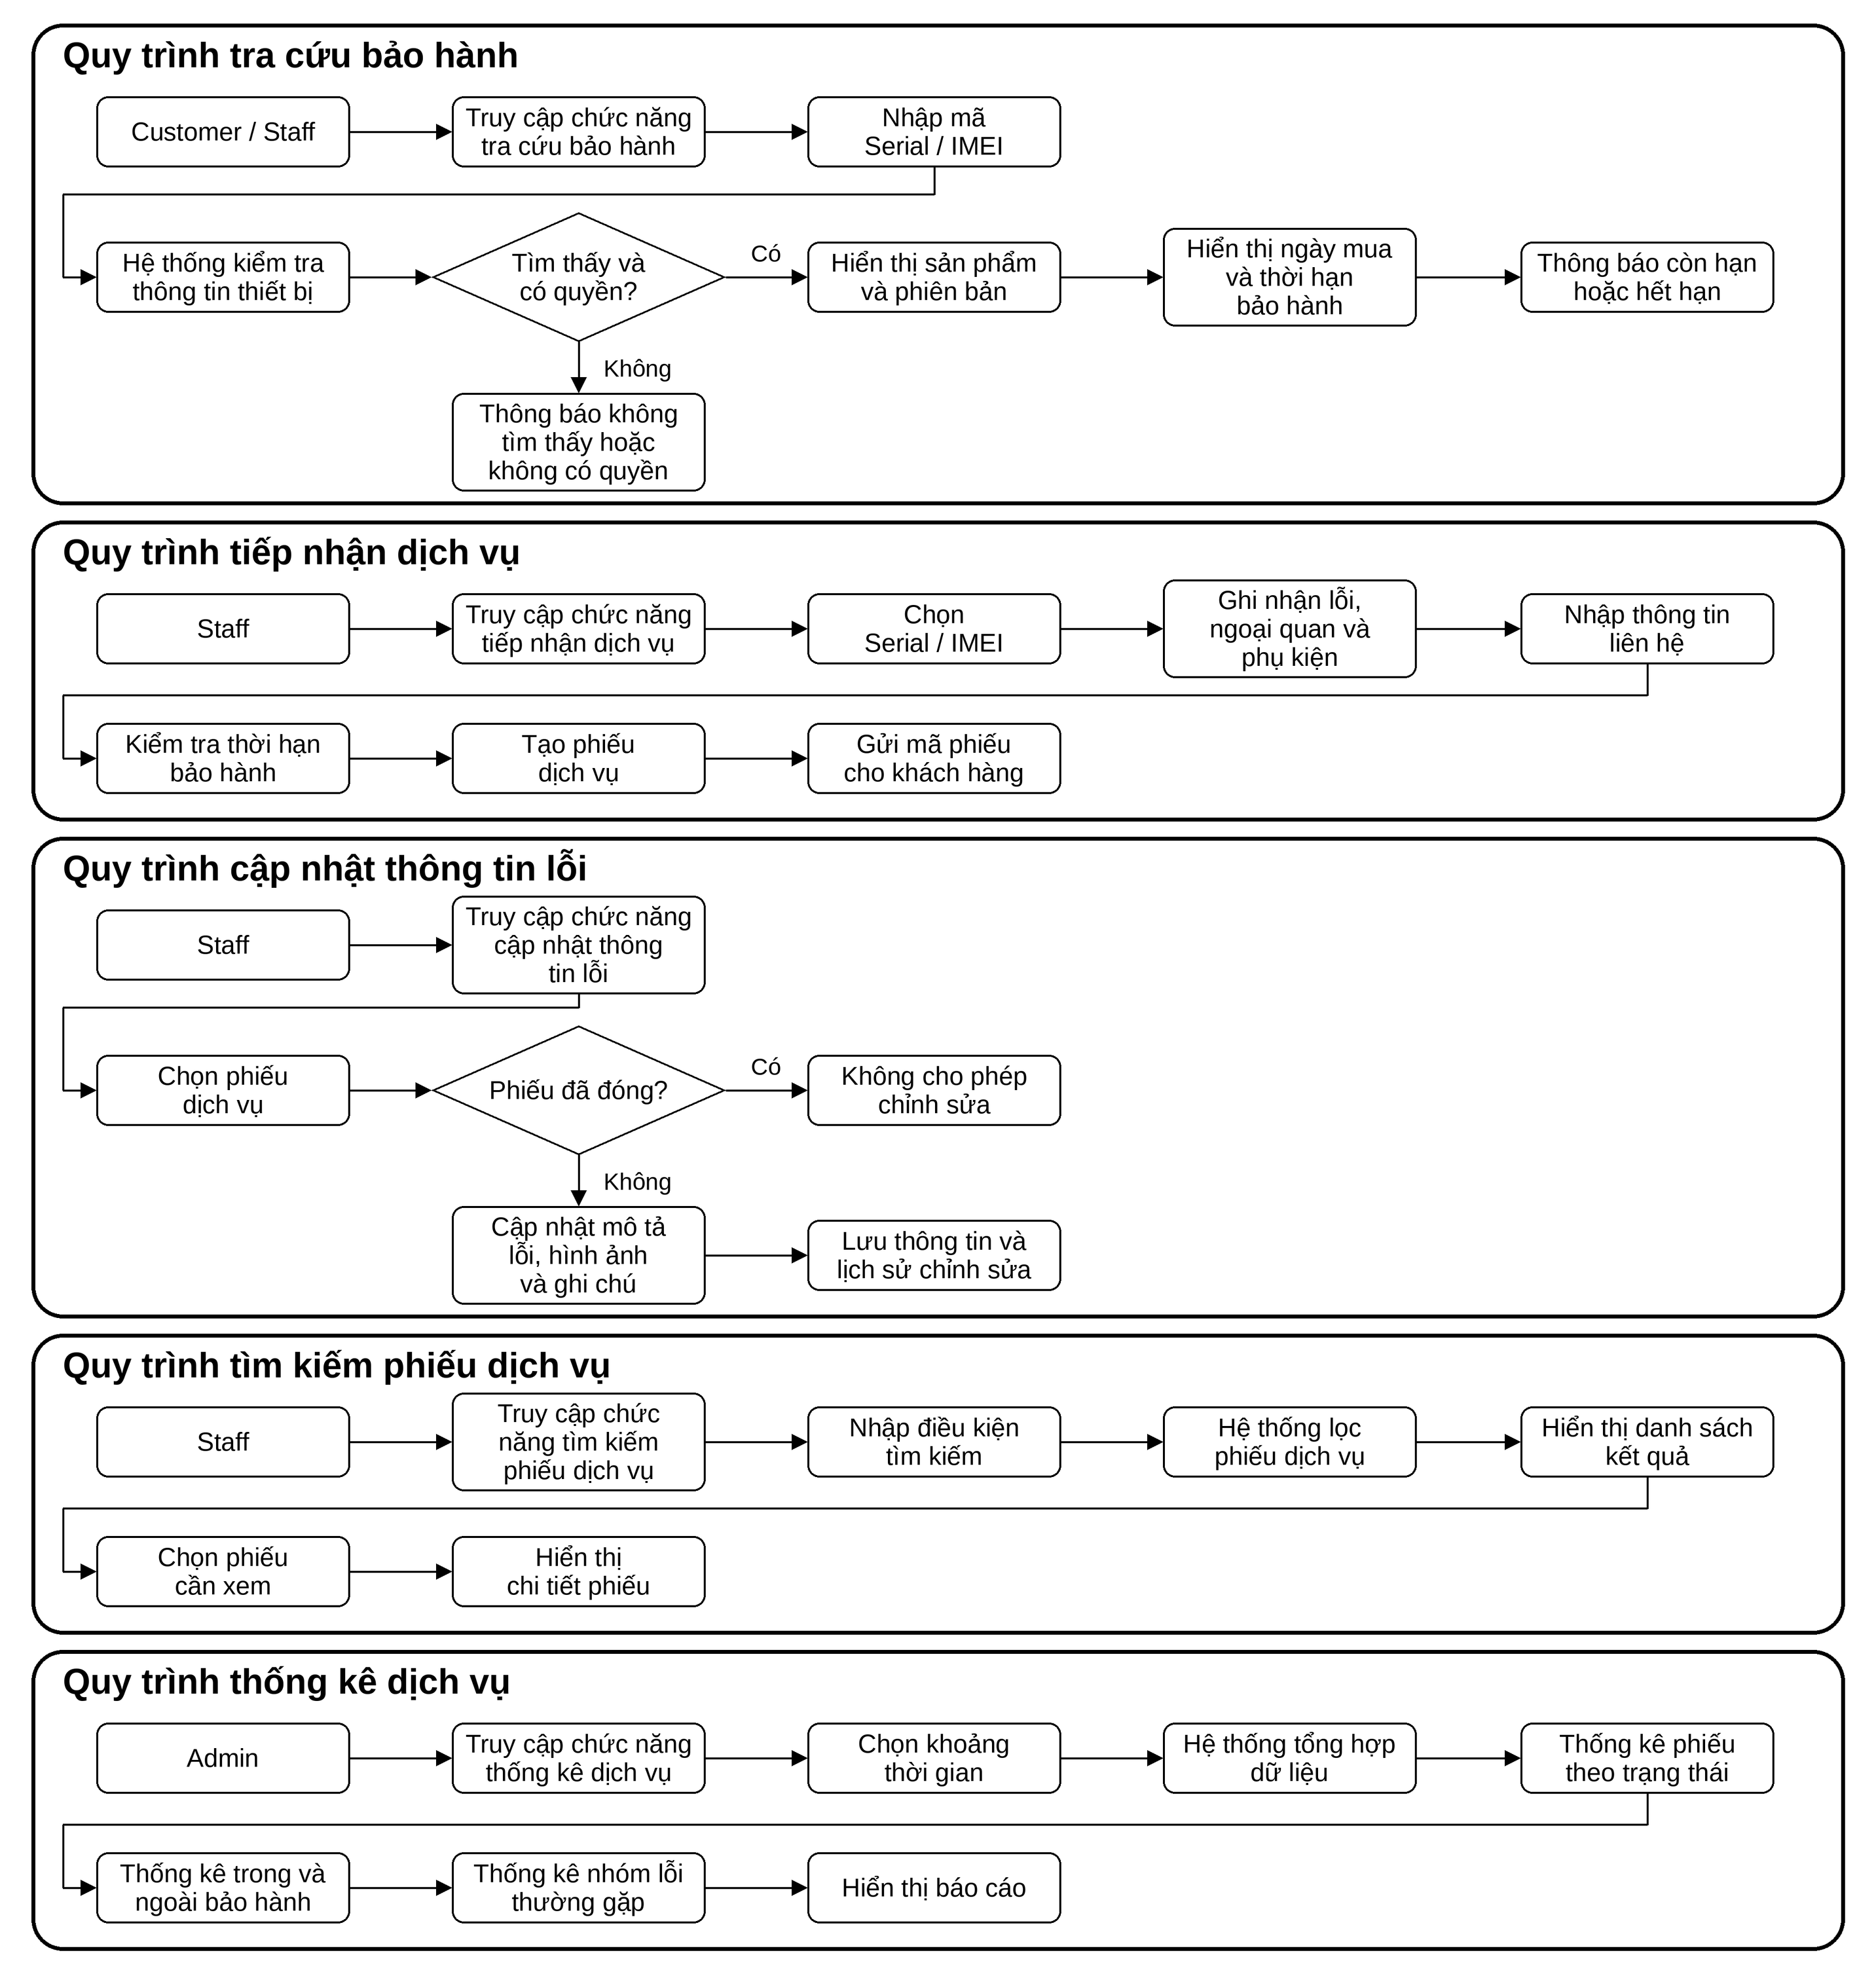 Quy trình tra cứu bảo hành
Customer / Staff
Truy cập chức năng
tra cứu bảo hành
Nhập mã
Serial / IMEI
Hệ thống kiểm tra
thông tin thiết bị
Tìm thấy và
có quyền?
Có
Hiển thị sản phẩm
và phiên bản
Hiển thị ngày mua
và thời hạn
bảo hành
Thông báo còn hạn
hoặc hết hạn
Không
Thông báo không
tìm thấy hoặc
không có quyền
Quy trình tiếp nhận dịch vụ
Staff
Truy cập chức năng
tiếp nhận dịch vụ
Chọn
Serial / IMEI
Ghi nhận lỗi,
ngoại quan và
phụ kiện
Nhập thông tin
liên hệ
Kiểm tra thời hạn
bảo hành
Tạo phiếu
dịch vụ
Gửi mã phiếu
cho khách hàng
Quy trình cập nhật thông tin lỗi
Staff
Truy cập chức năng
cập nhật thông
tin lỗi
Chọn phiếu
dịch vụ
Phiếu đã đóng?
Có
Không cho phép
chỉnh sửa
Không
Cập nhật mô tả
lỗi, hình ảnh
và ghi chú
Lưu thông tin và
lịch sử chỉnh sửa
Quy trình tìm kiếm phiếu dịch vụ
Staff
Truy cập chức
năng tìm kiếm
phiếu dịch vụ
Nhập điều kiện
tìm kiếm
Hệ thống lọc
phiếu dịch vụ
Hiển thị danh sách
kết quả
Chọn phiếu
cần xem
Hiển thị
chi tiết phiếu
Quy trình thống kê dịch vụ
Admin
Truy cập chức năng
thống kê dịch vụ
Chọn khoảng
thời gian
Hệ thống tổng hợp
dữ liệu
Thống kê phiếu
theo trạng thái
Thống kê trong và
ngoài bảo hành
Thống kê nhóm lỗi
thường gặp
Hiển thị báo cáo